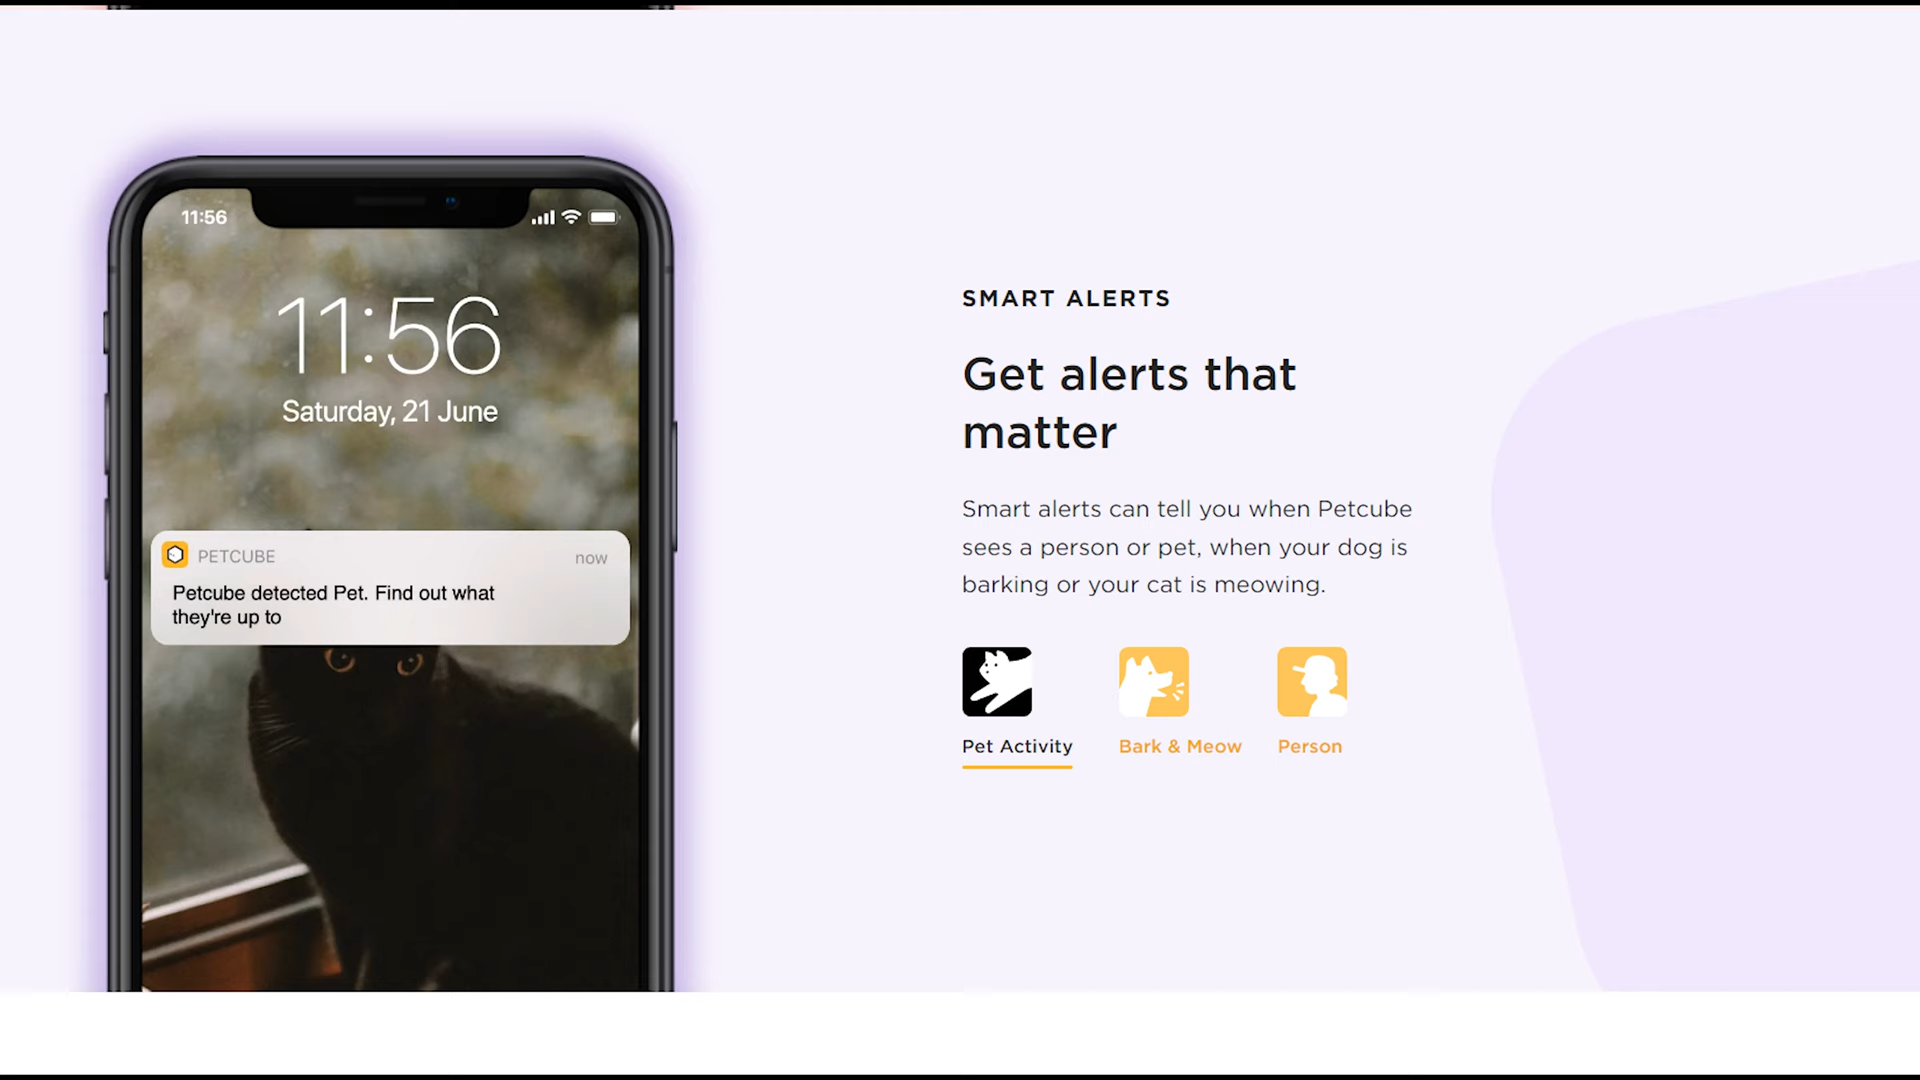 11:56
11:56
Saturday, 21 June
PETCUBE
now
Petcube detected Pet. Find out what
they're up to
SMART ALERTS
Get alerts that
matter
Smart alerts can tell you when Petcube
sees a person or pet, when your dog is
barking or your cat is meowing.
Pet Activity
Bark & Meow
Person